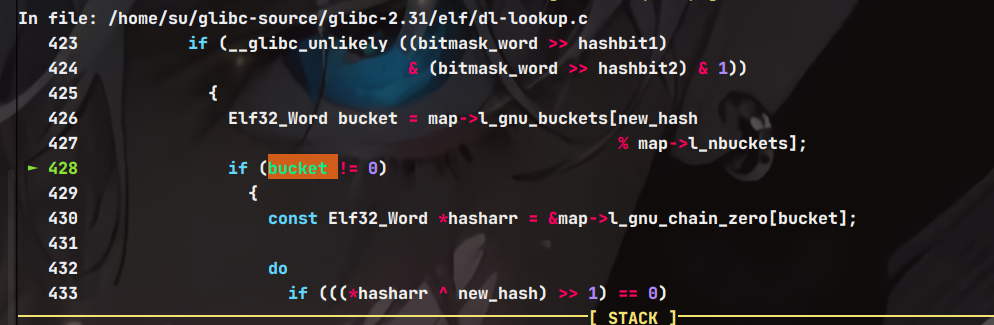 In file: /home/su/glibc-source/glibc-2.31/elf/dl-lookup.c
423 if (__glibc_unlikely ((bitmask_word >> hashbit1)
424 & (bitmask_word >> hashbit2) & 1))
425 {
426 Elf32_Word bucket = map->l_gnu_buckets[new_hash
427 % map->l_nbuckets];
► 428 if (bucket != 0)
429 {
430 const Elf32_Word *hasharr = &map->l_gnu_chain_zero[bucket];
431
432 do
433 if (((*hasharr ^ new_hash) >> 1) == 0)
[ STACK ]